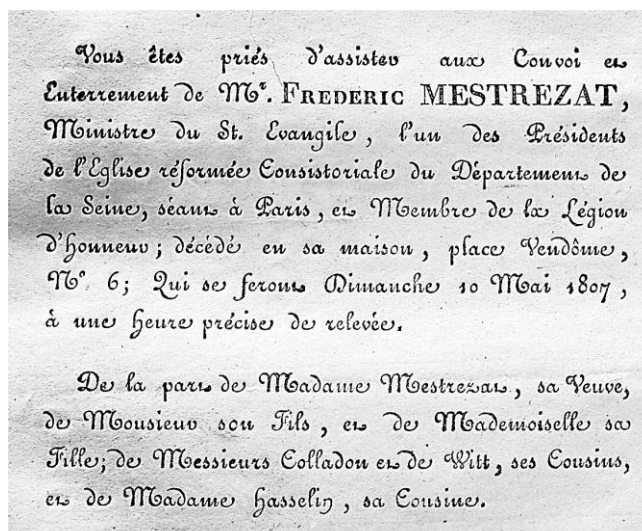 Vous êtes priés d'assister aux Convoi et
Enterrement de Mr. FREDERIC MESTREZAT,
Ministre du St. Evangile, l'un des Présidents
de l'Eglise réformée Consistoriale du Département de
la Seine, séant à Paris, et Membre de la Légion
d'honneur; décédé en sa maison, place Vendôme,
No. 6; Qui se feront Dimanche 10 Mai 1807,
à une heure précise de relevée.
De la part de Madame Mestrezat, sa Veuve,
de Monsieur son Fils, et de Mademoiselle sa
Fille; de Messieurs Colladon et de Witt, ses Cousins,
et de Madame Hasselin, sa Cousine.